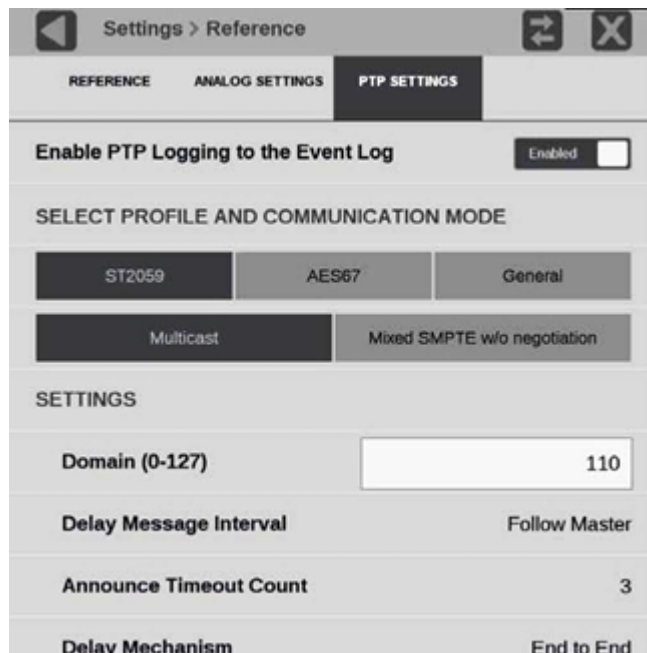 Settings > Reference
REFERENCE ANALOG SETTINGS PTP SETTINGS
Enable PTP Logging to the Event Log Enabled
SELECT PROFILE AND COMMUNICATION MODE
ST2059 AES67 General
Multicast Mixed SMPTE w/o negotiation
SETTINGS
Domain (0-127) 110
Delay Message Interval Follow Master
Announce Timeout Count 3
Delay Mechanism End to End